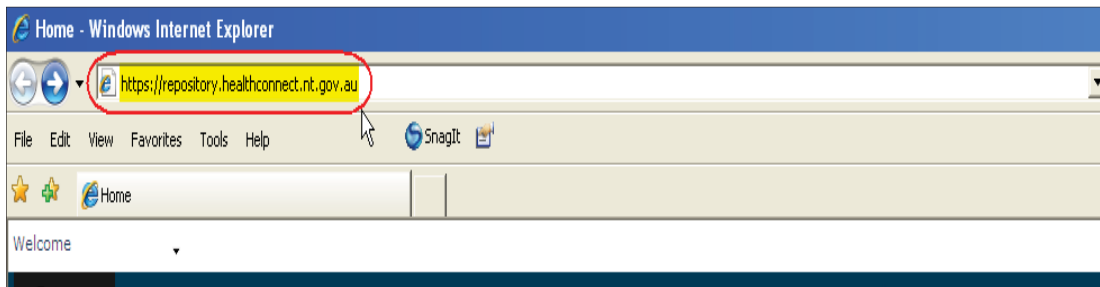 Home - Windows Internet Explorer
https://repository.healthconnect.nt.gov.au
File Edit View Favorites Tools Help SnagIt
Home
Welcome